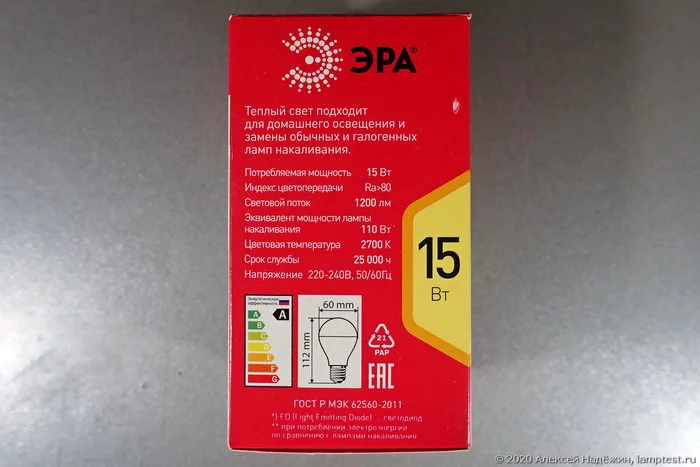 ЭРА®
Теплый свет подходит
для домашнего освещения и
замены обычных и галогенных
ламп накаливания.
Потребляемая мощность 15 Вт
Индекс цветопередачи Ra>80
Световой поток 1200 лм
Эквивалент мощности лампы
накаливания 110 Вт
Цветовая температура 2700 К
Срок службы 25 000 ч
Напряжение 220-240В, 50/60Гц
15
Вт
Энергетическая
эффективность
A A
B
C
D
E
F
G
60 mm
112 mm
21
PAP
EAC
ГОСТ Р МЭК 62560-2011
*LED (Light Emitting Diode) - светодиод
** при потреблении электроэнергии
по сравнению с лампами накаливания
© 2020 Алексей Надёжин, lamptest.ru